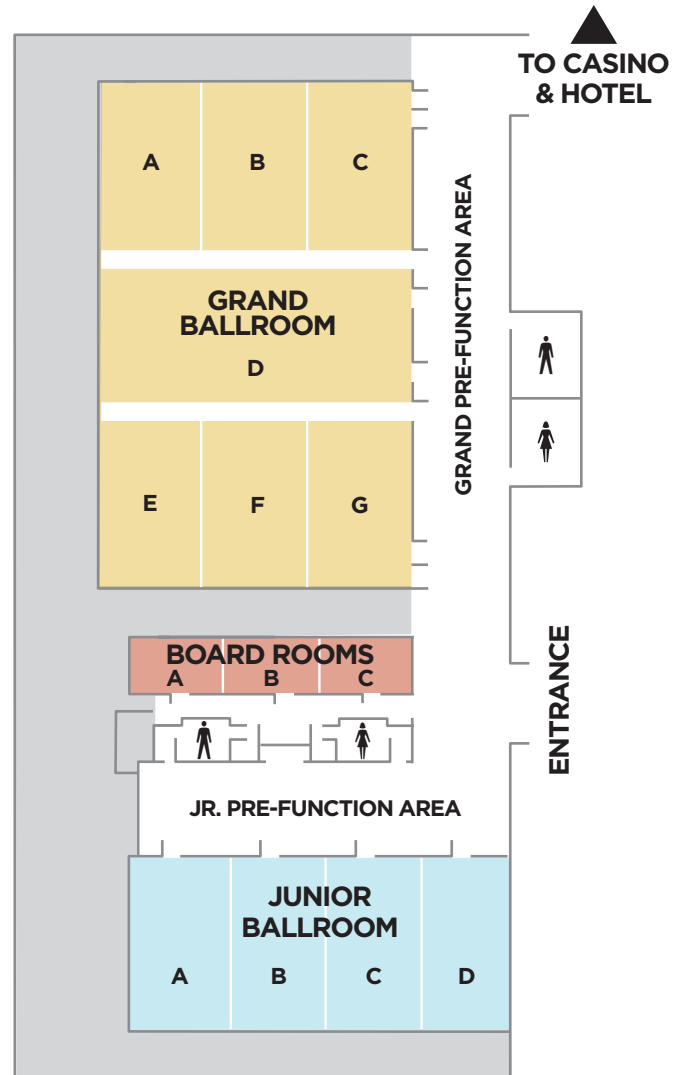 TO CASINO
& HOTEL
A
B
C
GRAND
BALLROOM
D
GRAND PRE-FUNCTION AREA
E
F
G
BOARD ROOMS
A
B
C
ENTRANCE
JR. PRE-FUNCTION AREA
JUNIOR
BALLROOM
A
B
C
D